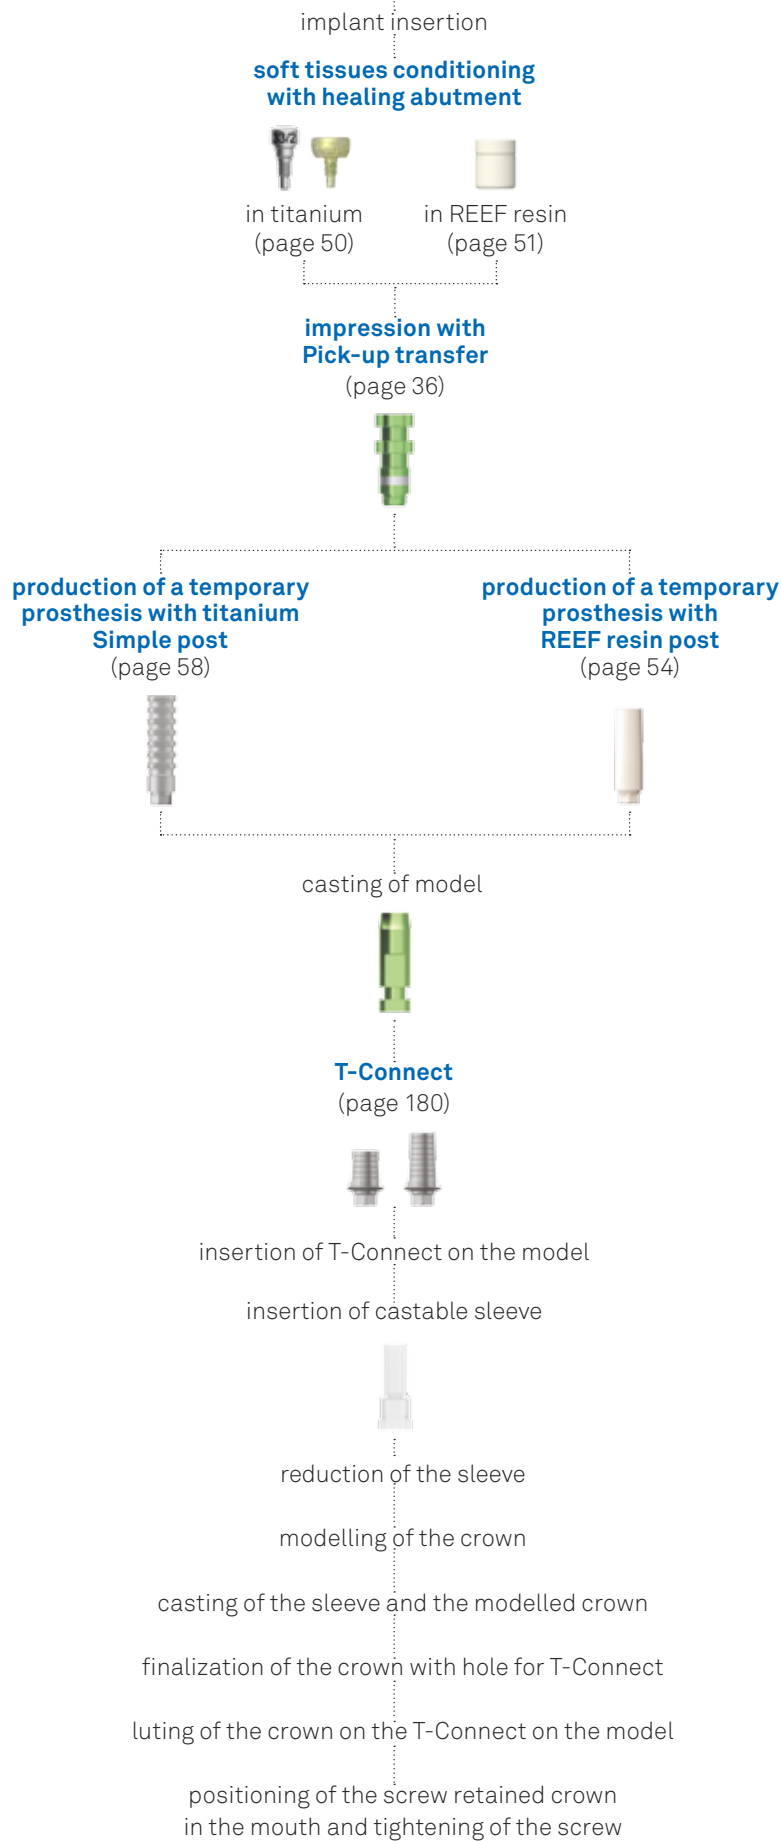 implant insertion
soft tissues conditioning
with healing abutment
33/2
in titanium
(page 50)
in REEF resin
(page 51)
impression with
Pick-up transfer
(page 36)
production of a temporary
prosthesis with titanium
Simple post
(page 58)
production of a temporary
prosthesis with
REEF resin post
(page 54)
casting of model
T-Connect
(page 180)
insertion of T-Connect on the model
insertion of castable sleeve
reduction of the sleeve
modelling of the crown
casting of the sleeve and the modelled crown
finalization of the crown with hole for T-Connect
luting of the crown on the T-Connect on the model
positioning of the screw retained crown
in the mouth and tightening of the screw